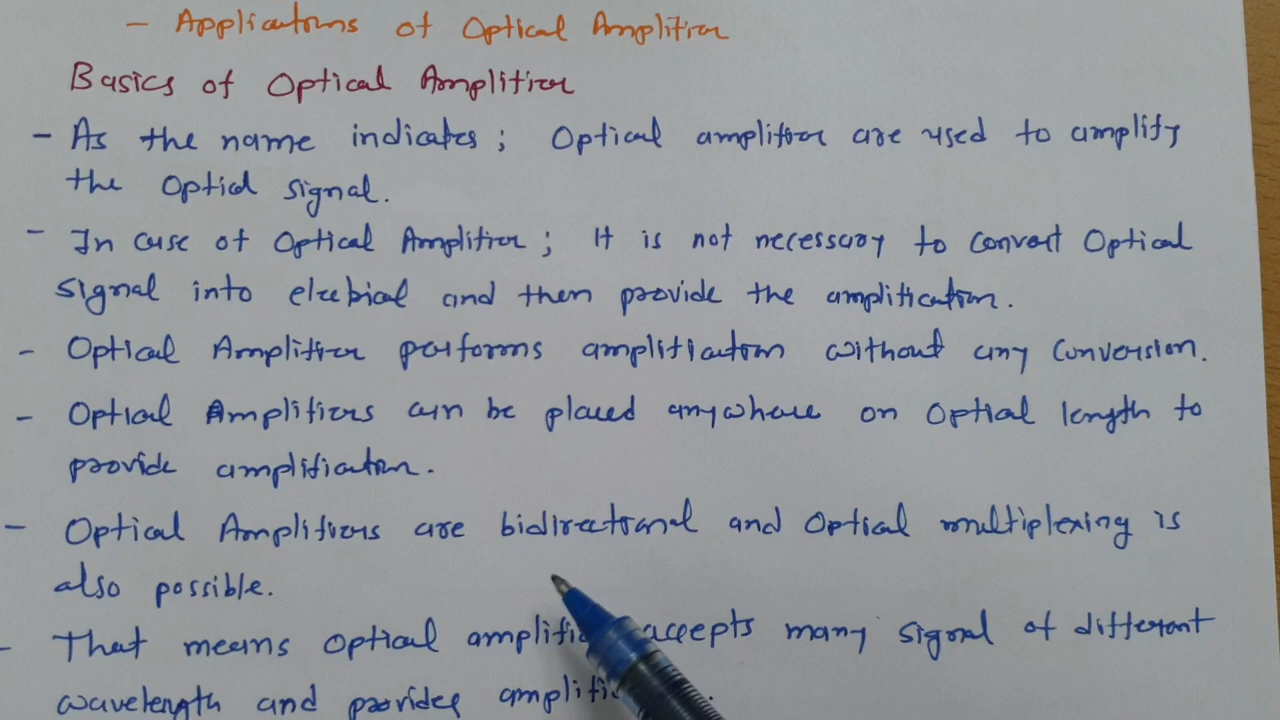 - Applications of Optical Amplifier
Basics of Optical Amplifier
- As the name indicates; Optical amplifier are used to amplify
the Optical signal.
- In case of Optical Amplifier; It is not necessary to convert Optical
signal into electrical and then provide the amplification.
- Optical Amplifier performs amplification without any conversion.
- Optical Amplifiers can be placed anywhere on optical length to
provide amplification.
- Optical Amplifiers are bidirectional and Optical multiplexing is
also possible.
- That means optical accepts many signal of different
wavelength and provides